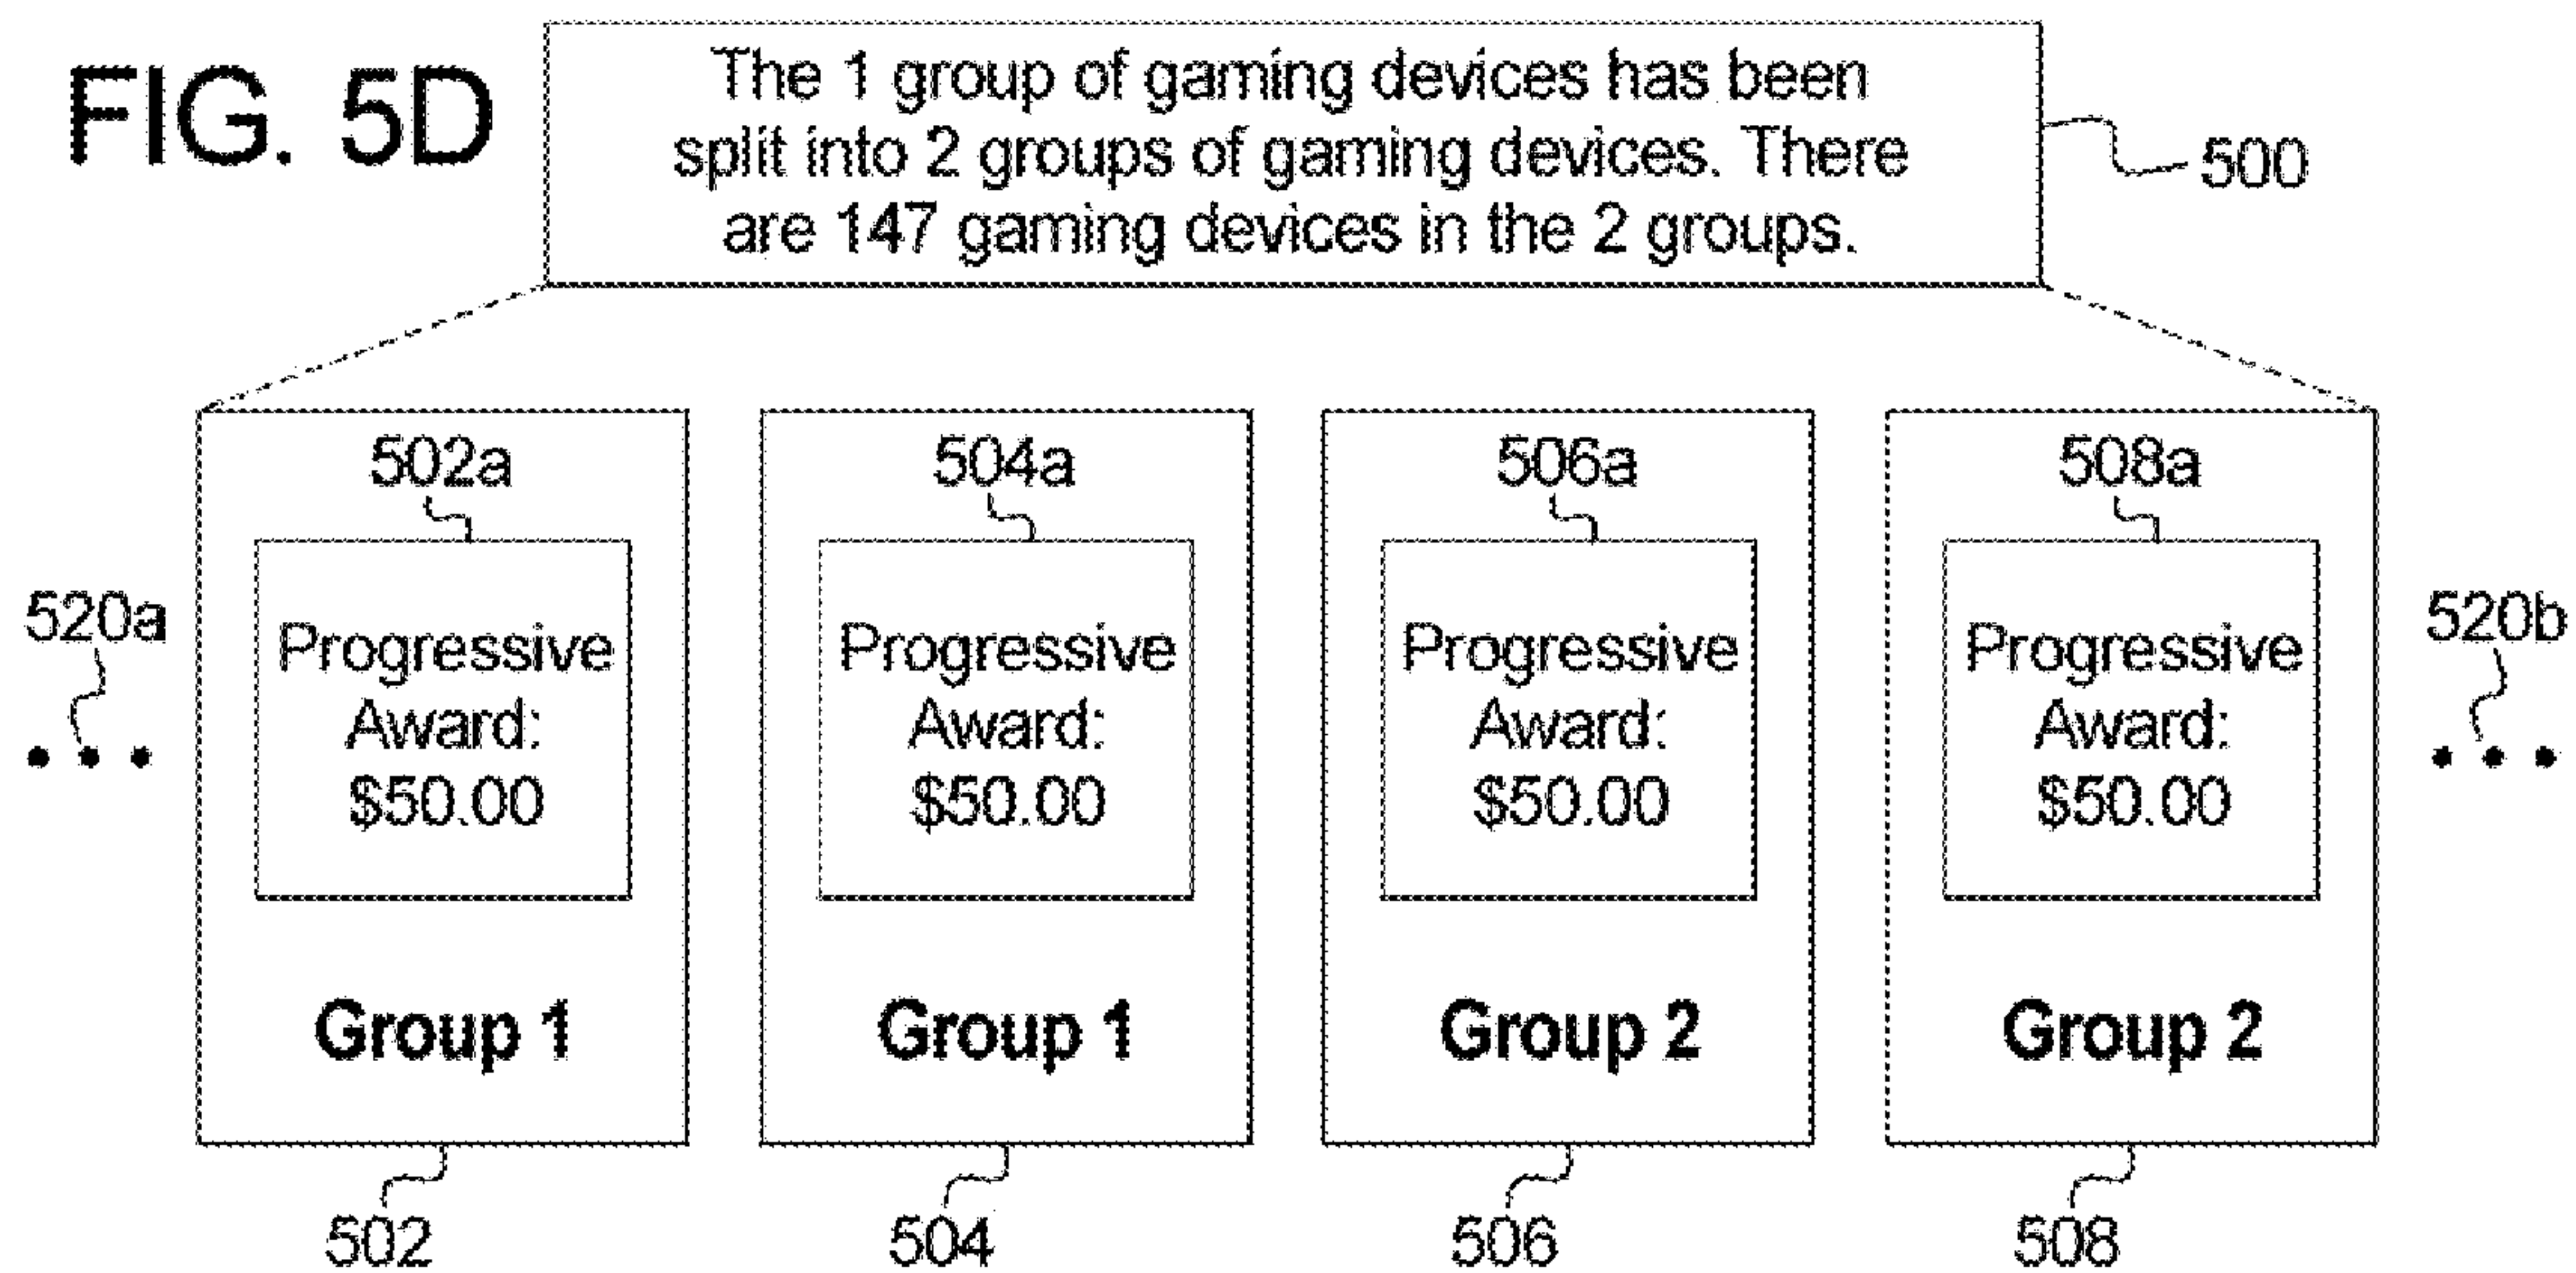 FIG. 5D
The 1 group of gaming devices has been
split into 2 groups of gaming devices. There
are 147 gaming devices in the 2 groups.
500
502a
504a
506a
508a
520a
520b
Progressive
Award:
$50.00
Progressive
Award:
$50.00
Progressive
Award:
$50.00
Progressive
Award:
$50.00
Group 1
Group 1
Group 2
Group 2
502
504
506
508